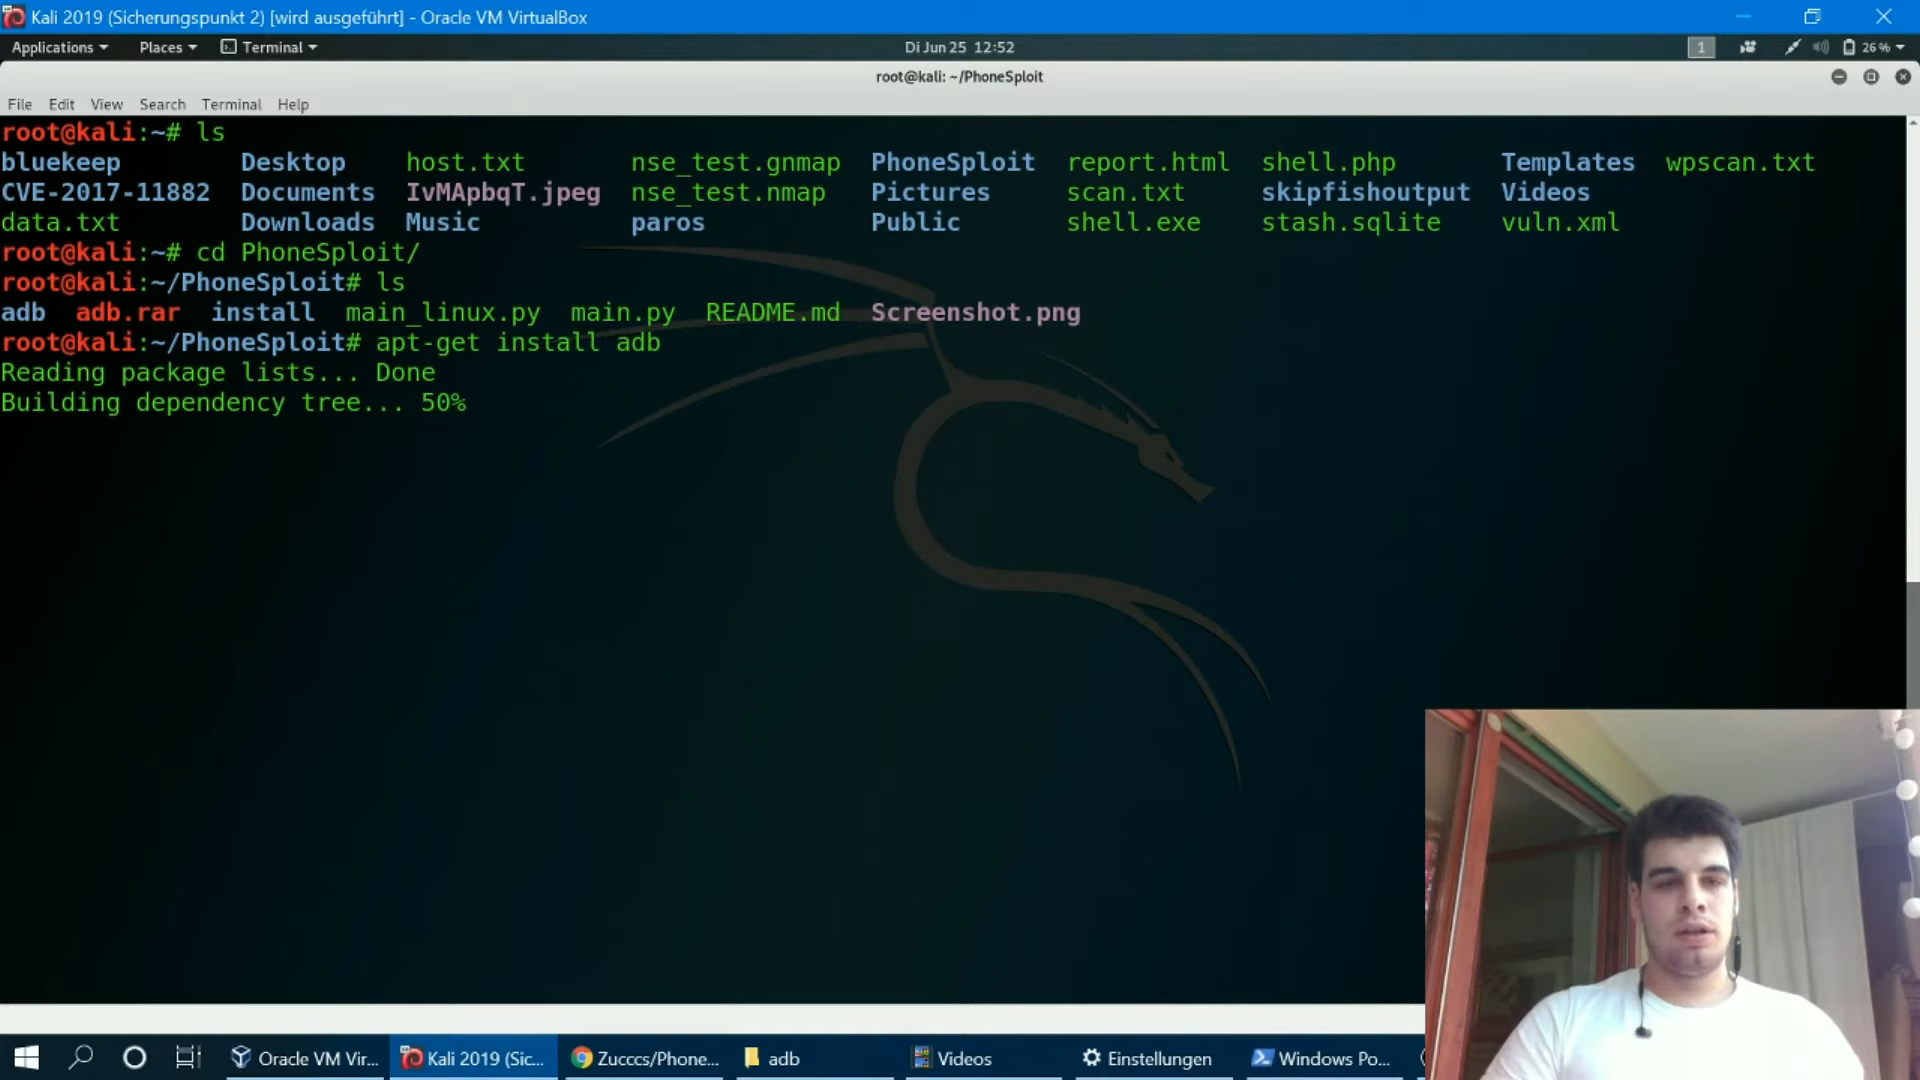 Kali 2019 (Sicherungspunkt 2) [wird ausgeführt] - Oracle VM VirtualBox
Applications Places Terminal Di Jun 25 12:52 1 26 %
root@kali: ~/PhoneSploit
File Edit View Search Terminal Help
root@kali:~# ls
bluekeep Desktop host.txt nse_test.gnmap PhoneSploit report.html shell.php Templates wpscan.txt
CVE-2017-11882 Documents IvMApbqT.jpeg nse_test.nmap Pictures scan.txt skipfishoutput Videos
data.txt Downloads Music paros Public shell.exe stash.sqlite vuln.xml
root@kali:~# cd PhoneSploit/
root@kali:~/PhoneSploit# ls
adb adb.rar install main_linux.py main.py README.md Screenshot.png
root@kali:~/PhoneSploit# apt-get install adb
Reading package lists... Done
Building dependency tree... 50%
Oracle VM Vir... Kali 2019 (Sic... Zucccs/Phone... adb Videos Einstellungen Windows Po...